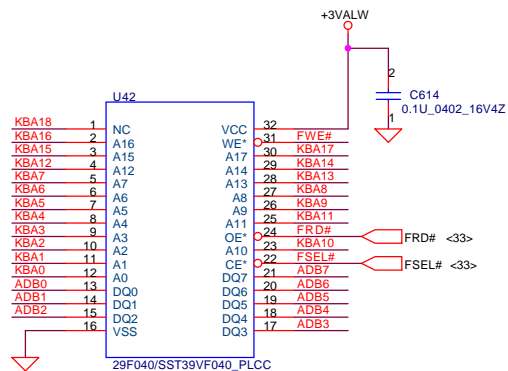 +3VALW
2
C614
0.1U_0402_16V4Z
1
U42
KBA18 1 NC VCC 32
KBA16 2 A16 WE* 31 FWE#
KBA15 3 A15 A17 30 KBA17
KBA12 4 A12 A14 29 KBA14
KBA7 5 A7 A13 28 KBA13
KBA6 6 A6 A8 27 KBA8
KBA5 7 A5 A9 26 KBA9
KBA4 8 A4 A11 25 KBA11
KBA3 9 A3 OE* 24 FRD# FRD# <33>
KBA2 10 A2 A10 23 KBA10
KBA1 11 A1 CE* 22 FSEL# FSEL# <33>
KBA0 12 A0 DQ7 21 ADB7
ADB0 13 DQ0 DQ6 20 ADB6
ADB1 14 DQ1 DQ5 19 ADB5
ADB2 15 DQ2 DQ4 18 ADB4
16 VSS DQ3 17 ADB3
29F040/SST39VF040_PLCC